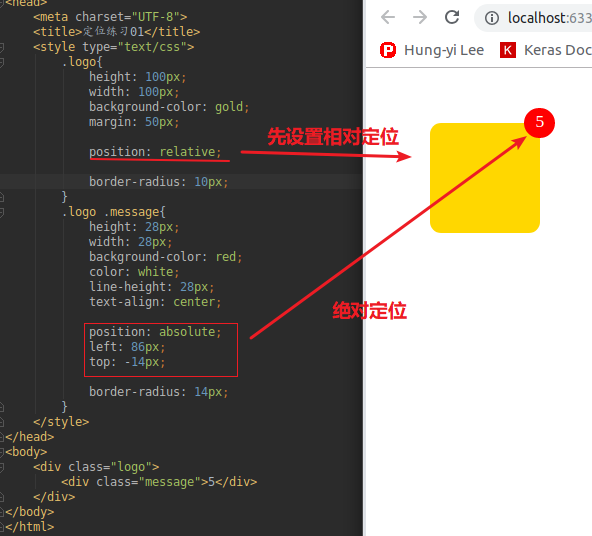 <head>
<meta charset="UTF-8">
<title>定位练习01</title>
<style type="text/css">
.logo{
height: 100px;
width: 100px;
background-color: gold;
margin: 50px;
position: relative;
border-radius: 10px;
}
.logo .message{
height: 28px;
width: 28px;
background-color: red;
color: white;
line-height: 28px;
text-align: center;
position: absolute;
left: 86px;
top: -14px;
border-radius: 14px;
}
</style>
</head>
<body>
<div class="logo">
<div class="message">5</div>
</div>
</body>
</html>
localhost:633
Hung-yi Lee
Keras Doc
5
先设置相对定位
绝对定位